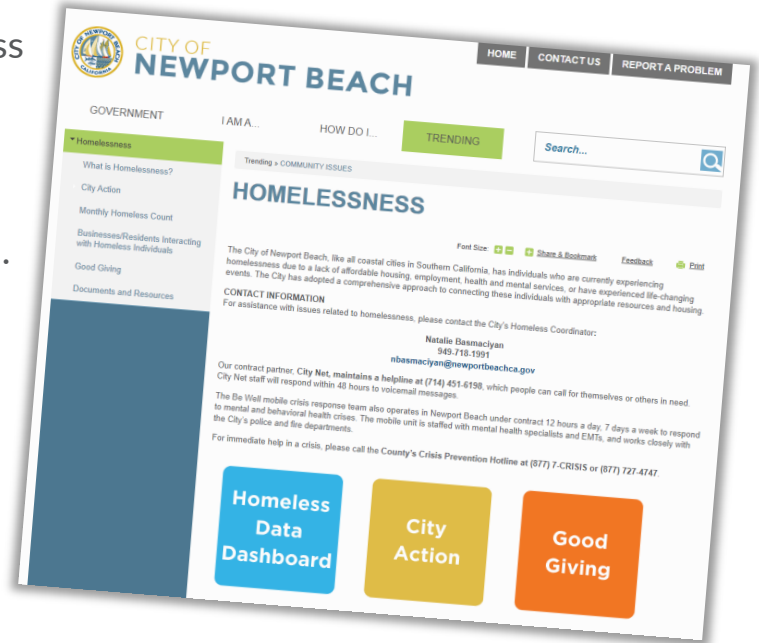 ss
.
CITY OF NEWPORT BEACH
CALIFORNIA
CITY OF
NEWPORT BEACH
HOME
CONTACT US
REPORT A PROBLEM
GOVERNMENT
I AM A...
HOW DO I...
TRENDING
Search...
Homelessness
What is Homelessness?
City Action
Monthly Homeless Count
Businesses/Residents Interacting
with Homeless Individuals
Good Giving
Documents and Resources
Trending » COMMUNITY ISSUES
HOMELESSNESS
Font Size: + - + Share & Bookmark Feedback Print
The City of Newport Beach, like all coastal cities in Southern California, has individuals who are currently experiencing
homelessness due to a lack of affordable housing, employment, health and mental services, or have experienced life-changing
events. The City has adopted a comprehensive approach to connecting these individuals with appropriate resources and housing.
CONTACT INFORMATION
For assistance with issues related to homelessness, please contact the City's Homeless Coordinator:
Natalie Basmaciyan
949-718-1991
nbasmaciyan@newportbeachca.gov
Our contract partner, City Net, maintains a helpline at (714) 451-6198, which people can call for themselves or others in need.
City Net staff will respond within 48 hours to voicemail messages.
The Be Well mobile crisis response team also operates in Newport Beach under contract 12 hours a day, 7 days a week to respond
to mental and behavioral health crises. The mobile unit is staffed with mental health specialists and EMTs, and works closely with
the City's police and fire departments.
For immediate help in a crisis, please call the County's Crisis Prevention Hotline at (877) 7-CRISIS or (877) 727-4747.
Homeless
Data
Dashboard
City
Action
Good
Giving